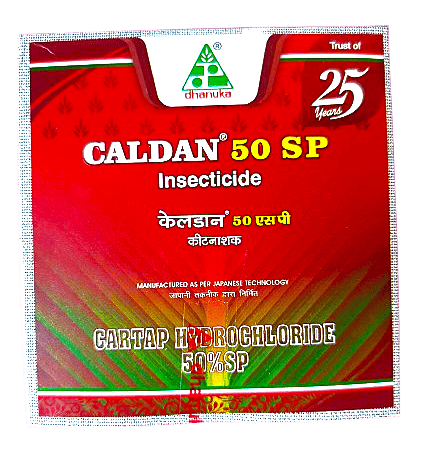 Trust of
25
Years
®
dhanuka
CALDAN® 50 SP
Insecticide
केलडान® 50 एस पी
कीटनाशक
MANUFACTURED AS PER JAPANESE TECHNOLOGY
जापानी तकनीक द्वारा निर्मित
CARTAP HYDROCHLORIDE
50%SP